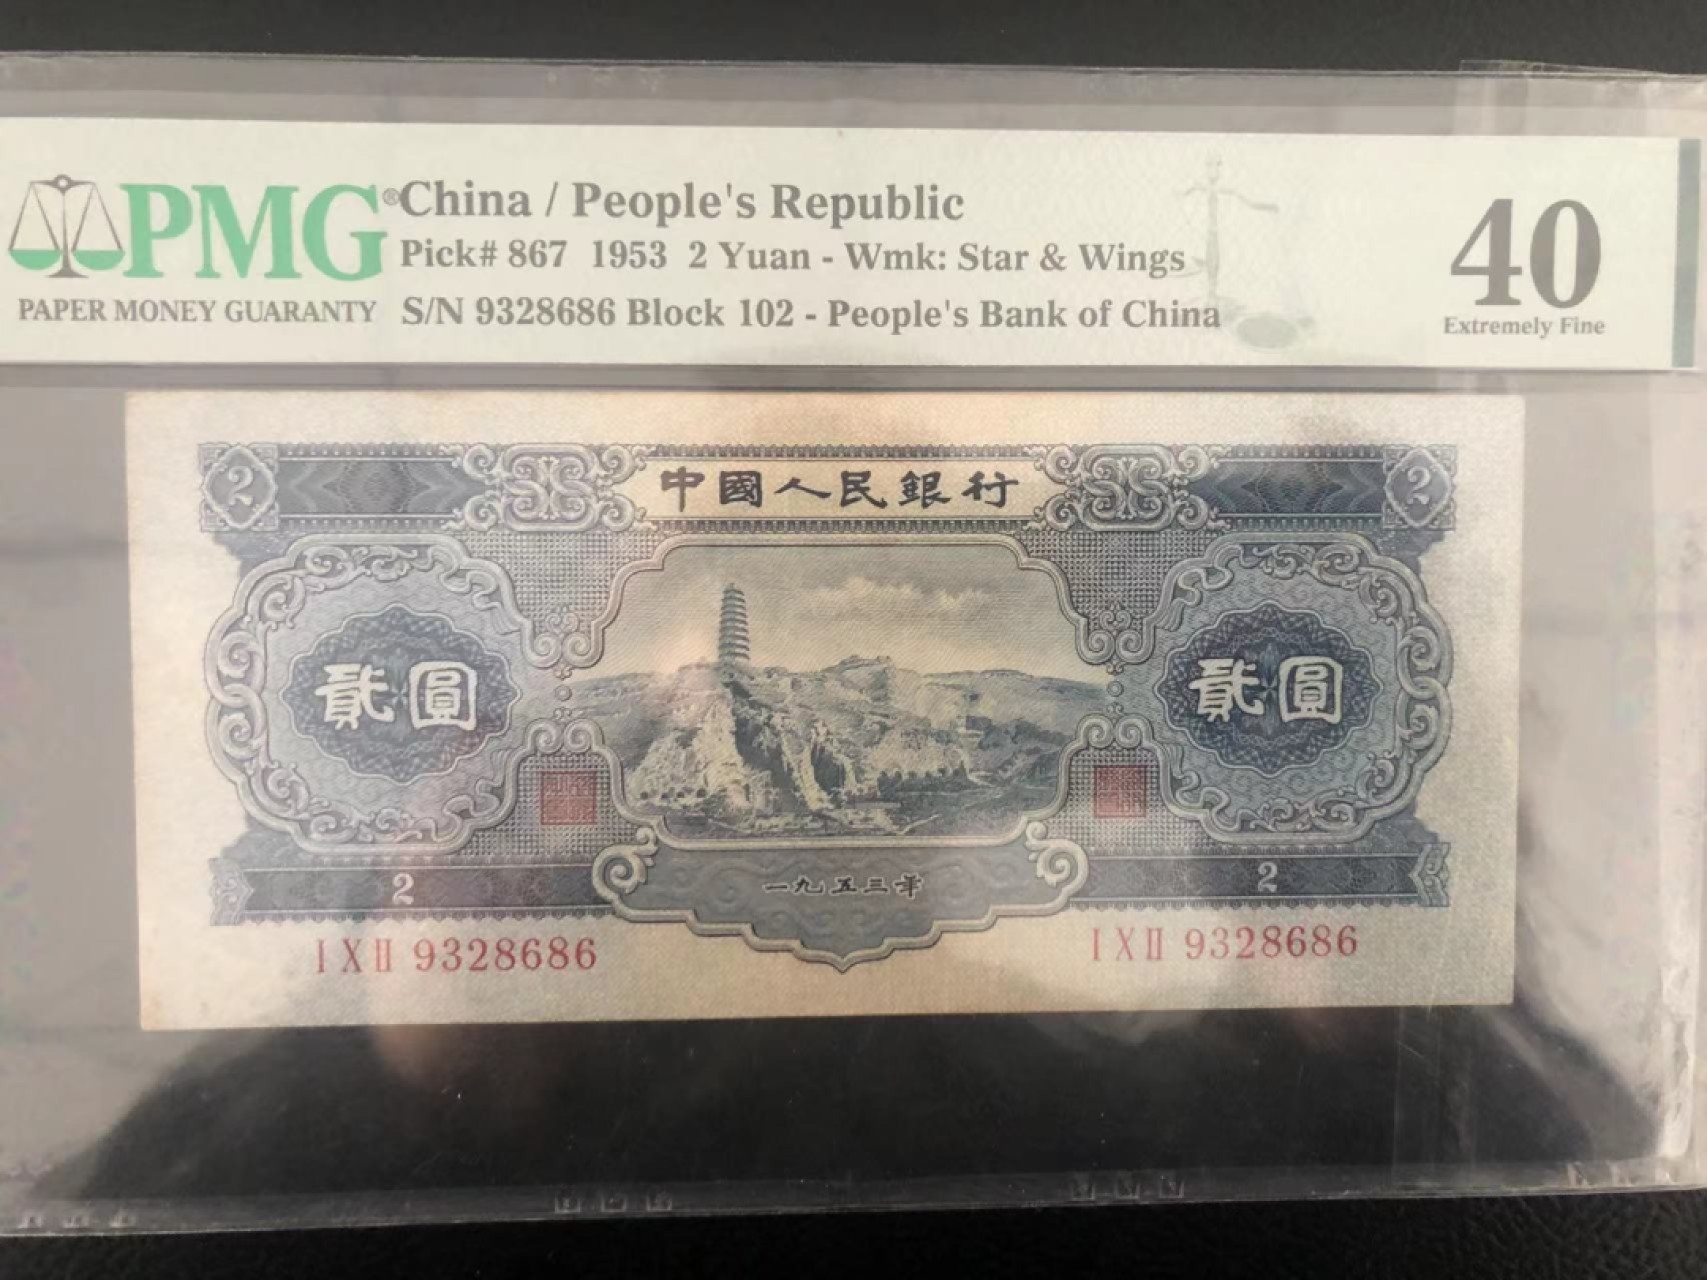 PMG®
PAPER MONEY GUARANTY
China / People's Republic
Pick# 867 1953 2 Yuan - Wmk: Star & Wings
S/N 9328686 Block 102 - People's Bank of China
40
Extremely Fine
2 中國人民銀行 2
貳圓 貳圓
2 一九五三年 2
I X II 9328686 I X II 9328686